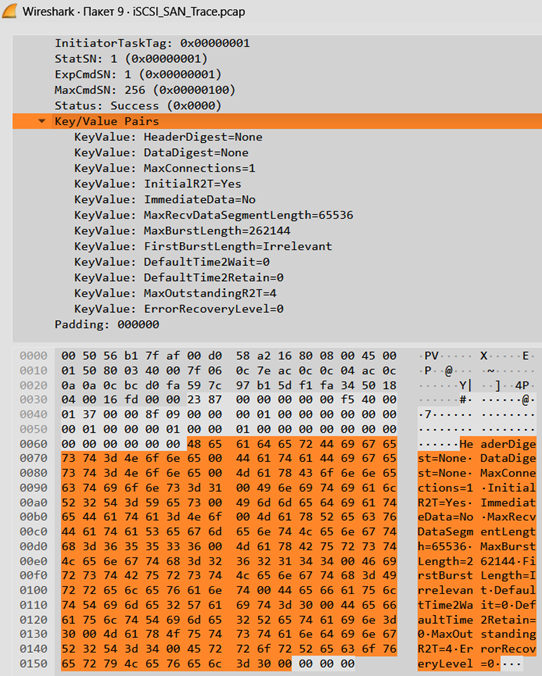 Wireshark · Пакет 9 · iSCSI_SAN_Trace.pcap
InitiatorTaskTag: 0x00000001
StatSN: 1 (0x00000001)
ExpCmdSN: 1 (0x00000001)
MaxCmdSN: 256 (0x00000100)
Status: Success (0x0000)
Key/Value Pairs
KeyValue: HeaderDigest=None
KeyValue: DataDigest=None
KeyValue: MaxConnections=1
KeyValue: InitialR2T=Yes
KeyValue: ImmediateData=No
KeyValue: MaxRecvDataSegmentLength=65536
KeyValue: MaxBurstLength=262144
KeyValue: FirstBurstLength=Irrelevant
KeyValue: DefaultTime2Wait=0
KeyValue: DefaultTime2Retain=0
KeyValue: MaxOutstandingR2T=4
KeyValue: ErrorRecoveryLevel=0
Padding: 000000
0000 00 50 56 b1 7f af 00 d0 58 a2 16 80 08 00 45 00 ·PV····· X·····E·
0010 01 50 80 03 40 00 7f 06 0c 7e ac 0c 0c 04 ac 0c ·P··@··· ·~······
0020 0a 0a 0c bc d0 fa 59 7c 97 b1 5d f1 fa 34 50 18 ······Y| ··]··4P·
0030 04 00 16 fd 00 00 23 87 00 00 00 00 00 f5 40 00 ······#· ······@·
0040 01 37 00 00 8f 09 00 00 00 01 00 00 00 00 00 00 ·7······ ········
0050 00 01 00 00 00 01 00 00 01 00 00 00 00 00 00 00 ········ ········
0060 00 00 00 00 00 00 48 65 61 64 65 72 44 69 67 65 ······He aderDige
0070 73 74 3d 4e 6f 6e 65 00 44 61 74 61 44 69 67 65 st=None· DataDige
0080 73 74 3d 4e 6f 6e 65 00 4d 61 78 43 6f 6e 6e 65 st=None· MaxConne
0090 63 74 69 6f 6e 73 3d 31 00 49 6e 69 74 69 61 6c ctions=1 ·Initial
00a0 52 32 54 3d 59 65 73 00 49 6d 6d 65 64 69 61 74 R2T=Yes· Immediat
00b0 65 44 61 74 61 3d 4e 6f 00 4d 61 78 52 65 63 76 eData=No ·MaxRecv
00c0 44 61 74 61 53 65 67 6d 65 6e 74 4c 65 6e 67 74 DataSegm entLengt
00d0 68 3d 36 35 35 33 36 00 4d 61 78 42 75 72 73 74 h=65536· MaxBurst
00e0 4c 65 6e 67 74 68 3d 32 36 32 31 34 34 00 46 69 Length=2 62144·Fi
00f0 72 73 74 42 75 72 73 74 4c 65 6e 67 74 68 3d 49 rstBurst Length=I
0100 72 72 65 6c 65 76 61 6e 74 00 44 65 66 61 75 6c rrelevan t·Defaul
0110 74 54 69 6d 65 32 57 61 69 74 3d 30 00 44 65 66 tTime2Wa it=0·Def
0120 61 75 6c 74 54 69 6d 65 32 52 65 74 61 69 6e 3d aultTime 2Retain=
0130 30 00 4d 61 78 4f 75 74 73 74 61 6e 64 69 6e 67 0·MaxOut standing
0140 52 32 54 3d 34 00 45 72 72 6f 72 52 65 63 6f 76 R2T=4·Er rorRecov
0150 65 72 79 4c 65 76 65 6c 3d 30 00 00 00 00 eryLevel =0····